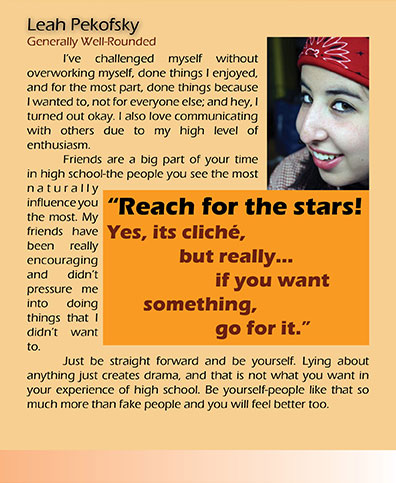 Leah Pekofsky
Generally Well-Rounded
I've challenged myself without
overworking myself, done things I enjoyed,
and for the most part, done things because
I wanted to, not for everyone else; and hey, I
turned out okay. I also love communicating
with others due to my high level of
enthusiasm.
Friends are a big part of your time
in high school-the people you see the most
naturally
influence you
the most. My
friends have
been really
encouraging
and didn't
pressure me
into doing
things that I
didn't want
to.
"Reach for the stars!
Yes, its cliché,
but really...
if you want
something,
go for it."
Just be straight forward and be yourself. Lying about
anything just creates drama, and that is not what you want in
your experience of high school. Be yourself-people like that so
much more than fake people and you will feel better too.